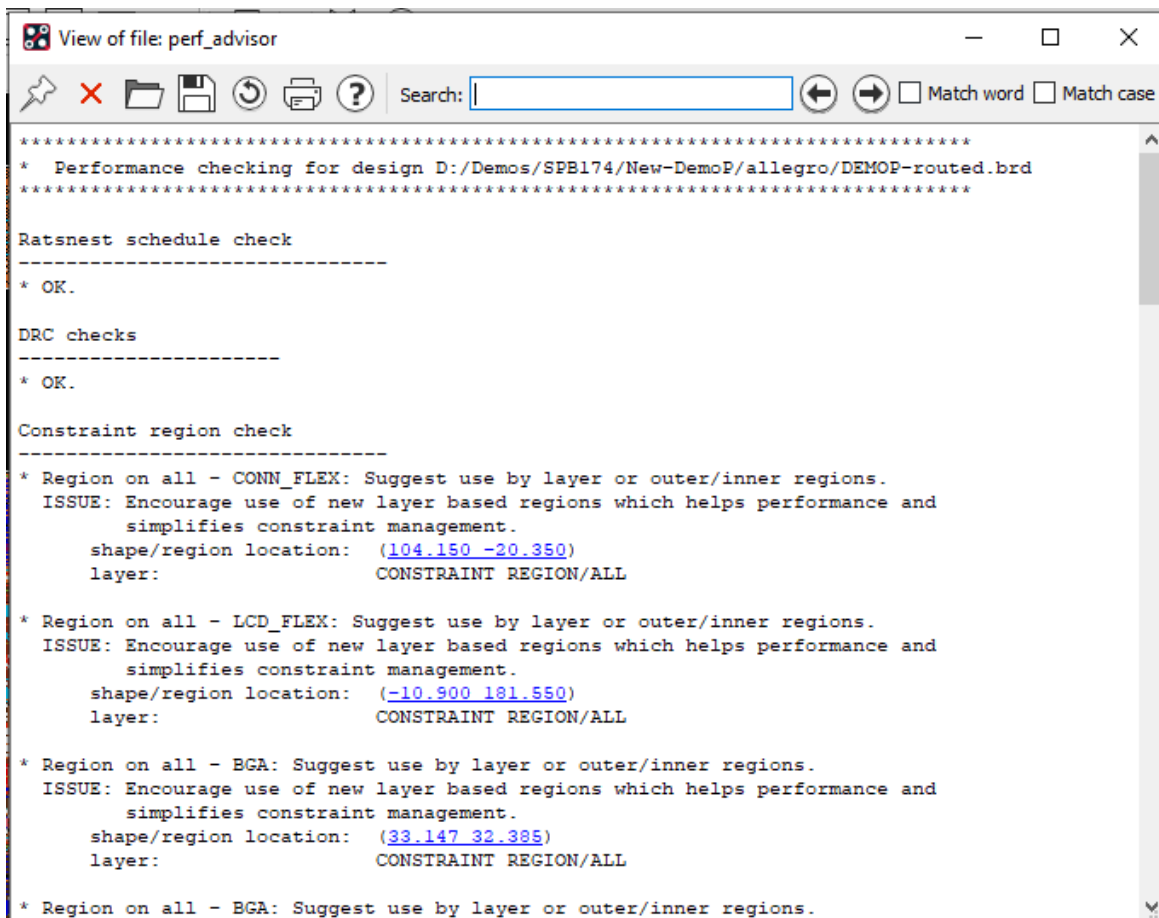 View of file: perf_advisor
Search:
Match word
Match case
********************************************************************************
*  Performance checking for design D:/Demos/SPB174/New-DemoP/allegro/DEMOP-routed.brd
********************************************************************************
Ratsnest schedule check
-------------------------------
* OK.
DRC checks
----------------------
* OK.
Constraint region check
-------------------------------
* Region on all - CONN_FLEX: Suggest use by layer or outer/inner regions.
ISSUE: Encourage use of new layer based regions which helps performance and
simplifies constraint management.
shape/region location:  (104.150 -20.350)
layer:                  CONSTRAINT REGION/ALL
* Region on all - LCD_FLEX: Suggest use by layer or outer/inner regions.
ISSUE: Encourage use of new layer based regions which helps performance and
simplifies constraint management.
shape/region location:  (-10.900 181.550)
layer:                  CONSTRAINT REGION/ALL
* Region on all - BGA: Suggest use by layer or outer/inner regions.
ISSUE: Encourage use of new layer based regions which helps performance and
simplifies constraint management.
shape/region location:  (33.147 32.385)
layer:                  CONSTRAINT REGION/ALL
* Region on all - BGA: Suggest use by layer or outer/inner regions.